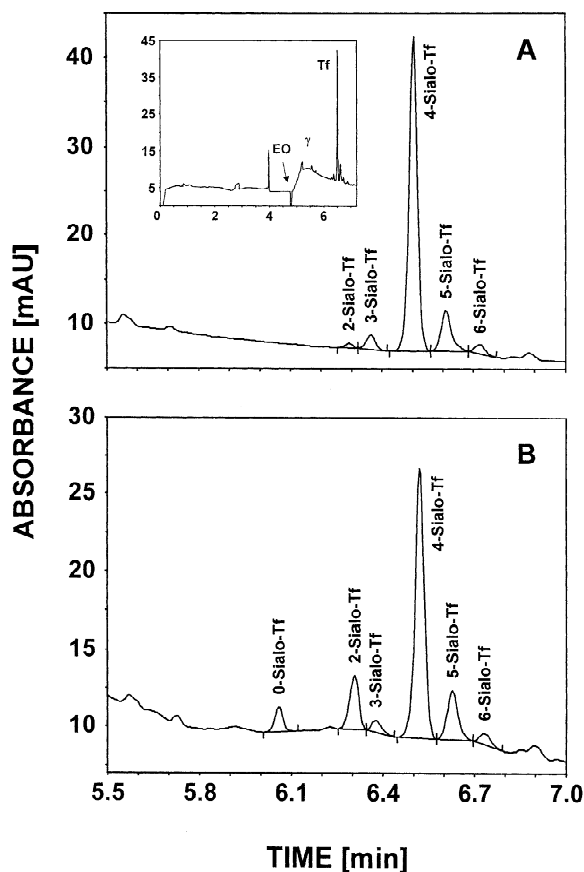 A
45
35
25
15
5
Tf
EO
γ
0
2
4
6
40
30
20
10
2-Sialo-Tf
3-Sialo-Tf
4-Sialo-Tf
5-Sialo-Tf
6-Sialo-Tf
ABSORBANCE [mAU]
B
30
25
20
15
10
0-Sialo-Tf
2-Sialo-Tf
3-Sialo-Tf
4-Sialo-Tf
5-Sialo-Tf
6-Sialo-Tf
5.5
6.1
6.4
6.7
7.0
TIME [min]